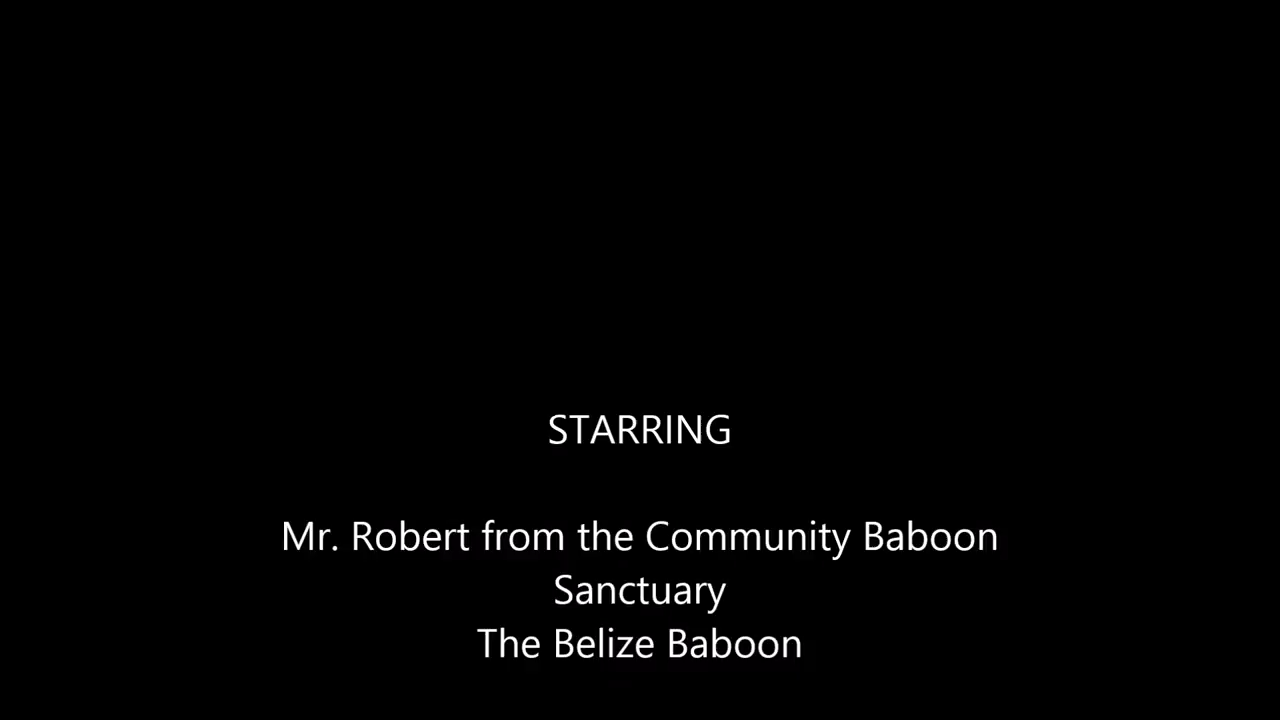 STARRING
Mr. Robert from the Community Baboon
Sanctuary
The Belize Baboon